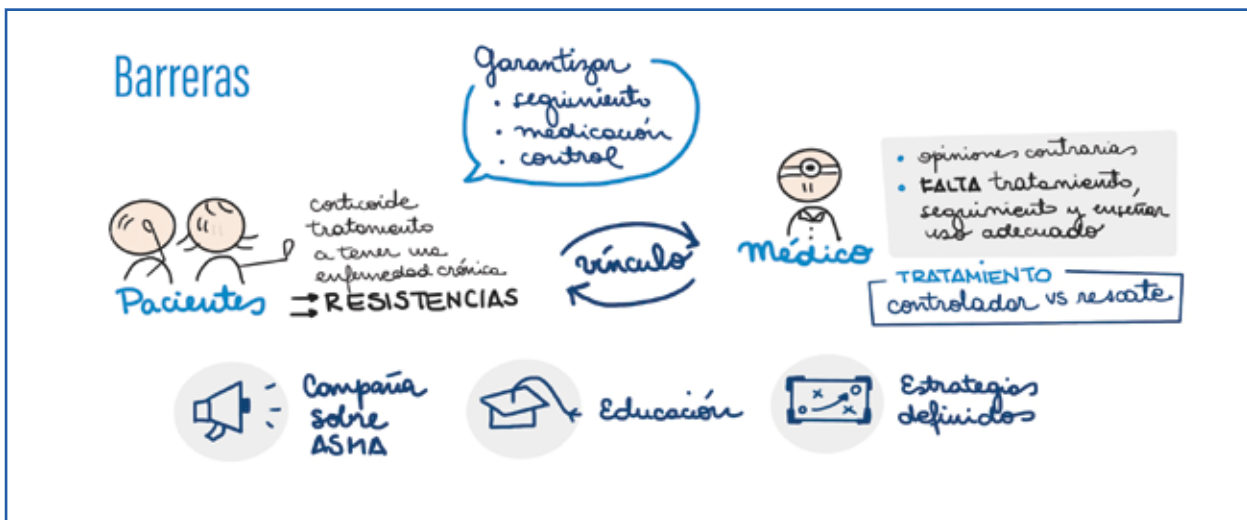 Barreras
Garantizar
• seguimiento
• medicación
• control
corticoide
tratamiento
a tener una
enfermedad crónica
Pacientes
RESISTENCIAS
vínculo
Médico
• opiniones contrarias
• FALTA tratamiento,
seguimiento y enseñar
uso adecuado
TRATAMIENTO
controlador vs rescate
Campaña
sobre
ASMA
Educación
Estrategias
definidas